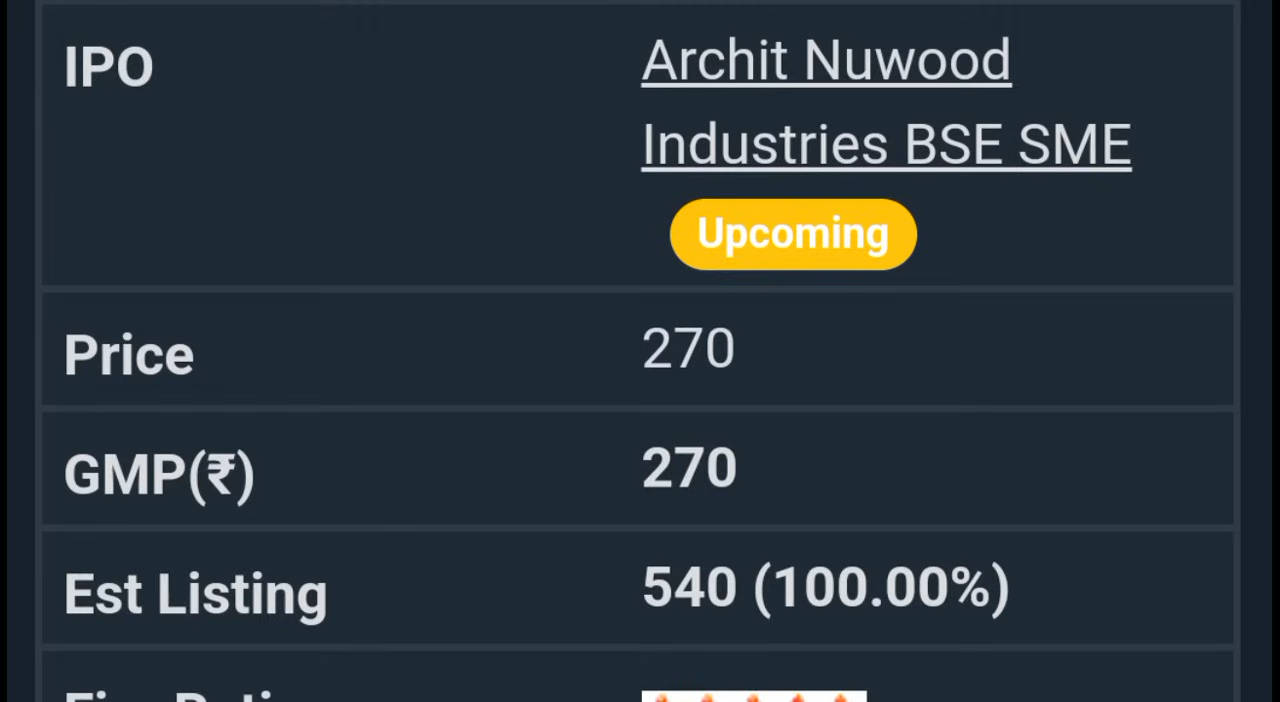 IPO
Archit Nuwood
Industries BSE SME
Upcoming
Price
270
GMP(₹)
270
Est Listing
540 (100.00%)